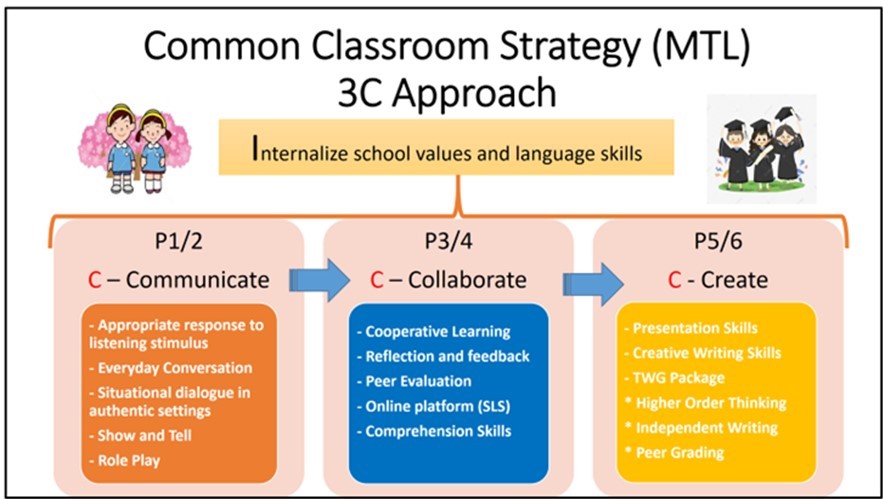 Common Classroom Strategy (MTL)
3C Approach
Internalize school values and language skills
P1/2
C – Communicate
- Appropriate response to
listening stimulus
- Everyday Conversation
- Situational dialogue in
authentic settings
- Show and Tell
- Role Play
P3/4
C – Collaborate
- Cooperative Learning
- Reflection and feedback
- Peer Evaluation
- Online platform (SLS)
- Comprehension Skills
P5/6
C - Create
- Presentation Skills
- Creative Writing Skills
- TWG Package
* Higher Order Thinking
* Independent Writing
* Peer Grading